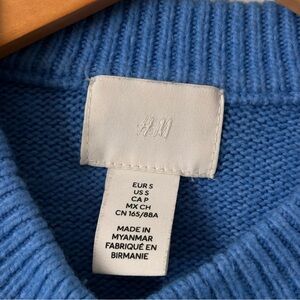 H&M
EUR S
US S
CA P
MX CH
CN 165/88A
MADE IN
MYANMAR
FABRIQUÉ EN
BIRMANIE